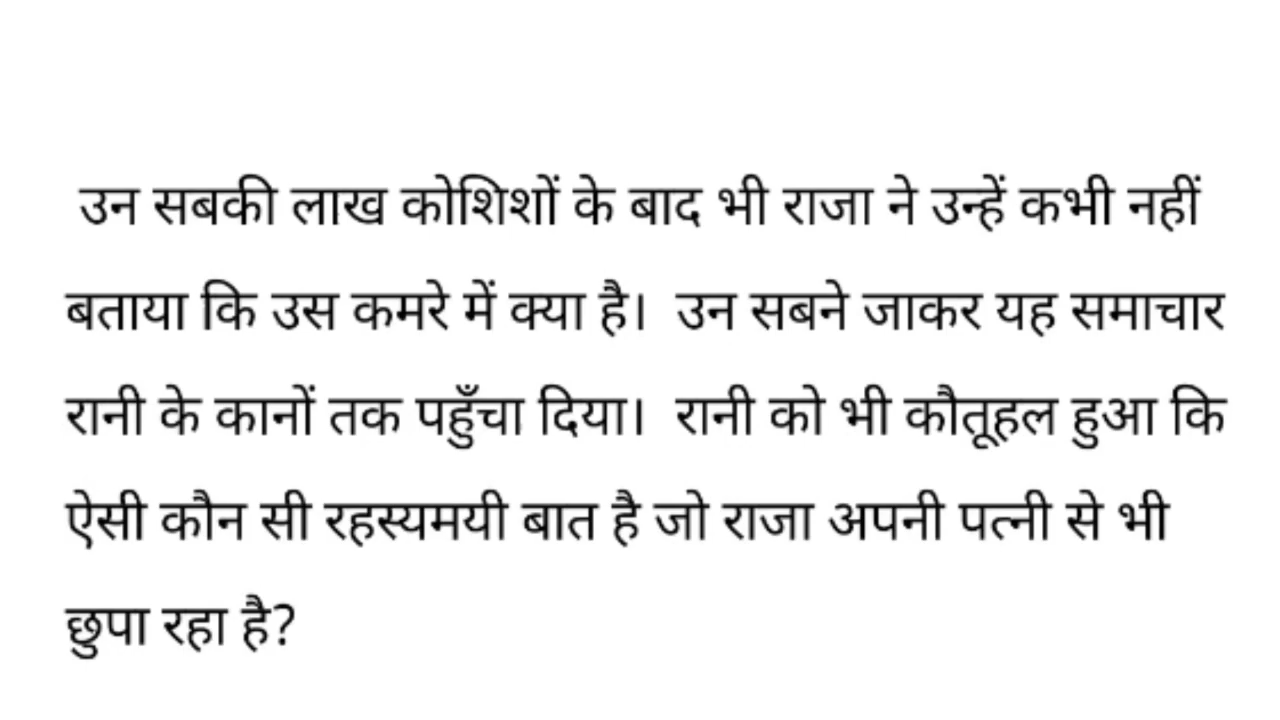 उन सबकी लाख कोशिशों के बाद भी राजा ने उन्हें कभी नहीं
बताया कि उस कमरे में क्या है।  उन सबने जाकर यह समाचार
रानी के कानों तक पहुँचा दिया।  रानी को भी कौतूहल हुआ कि
ऐसी कौन सी रहस्यमयी बात है जो राजा अपनी पत्नी से भी
छुपा रहा है?